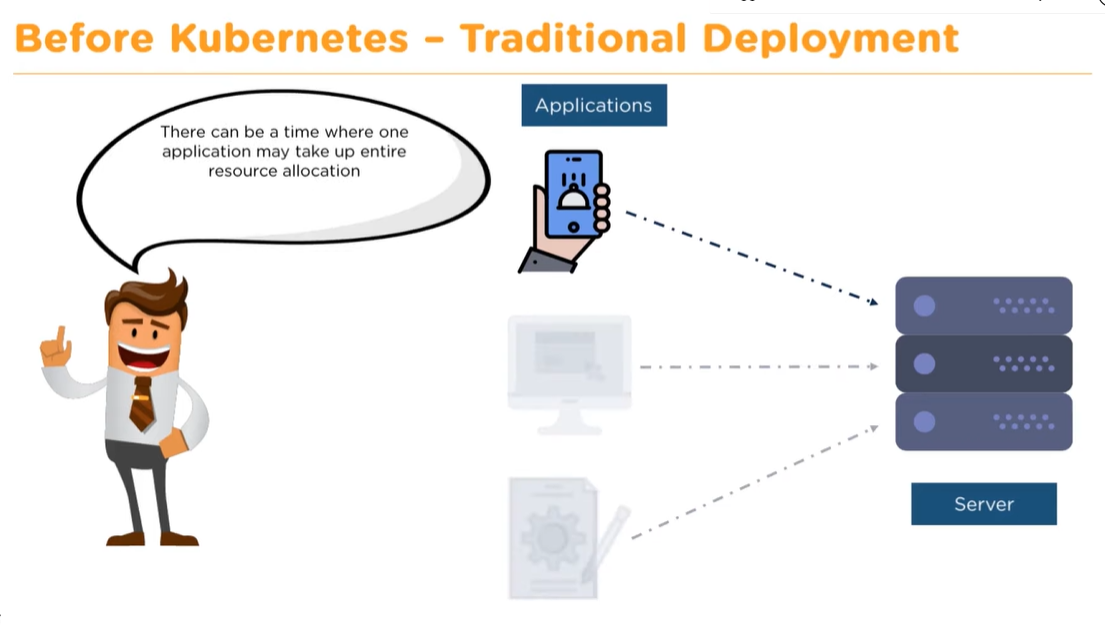 Before Kubernetes – Traditional Deployment
There can be a time where one
application may take up entire
resource allocation
Applications
Server